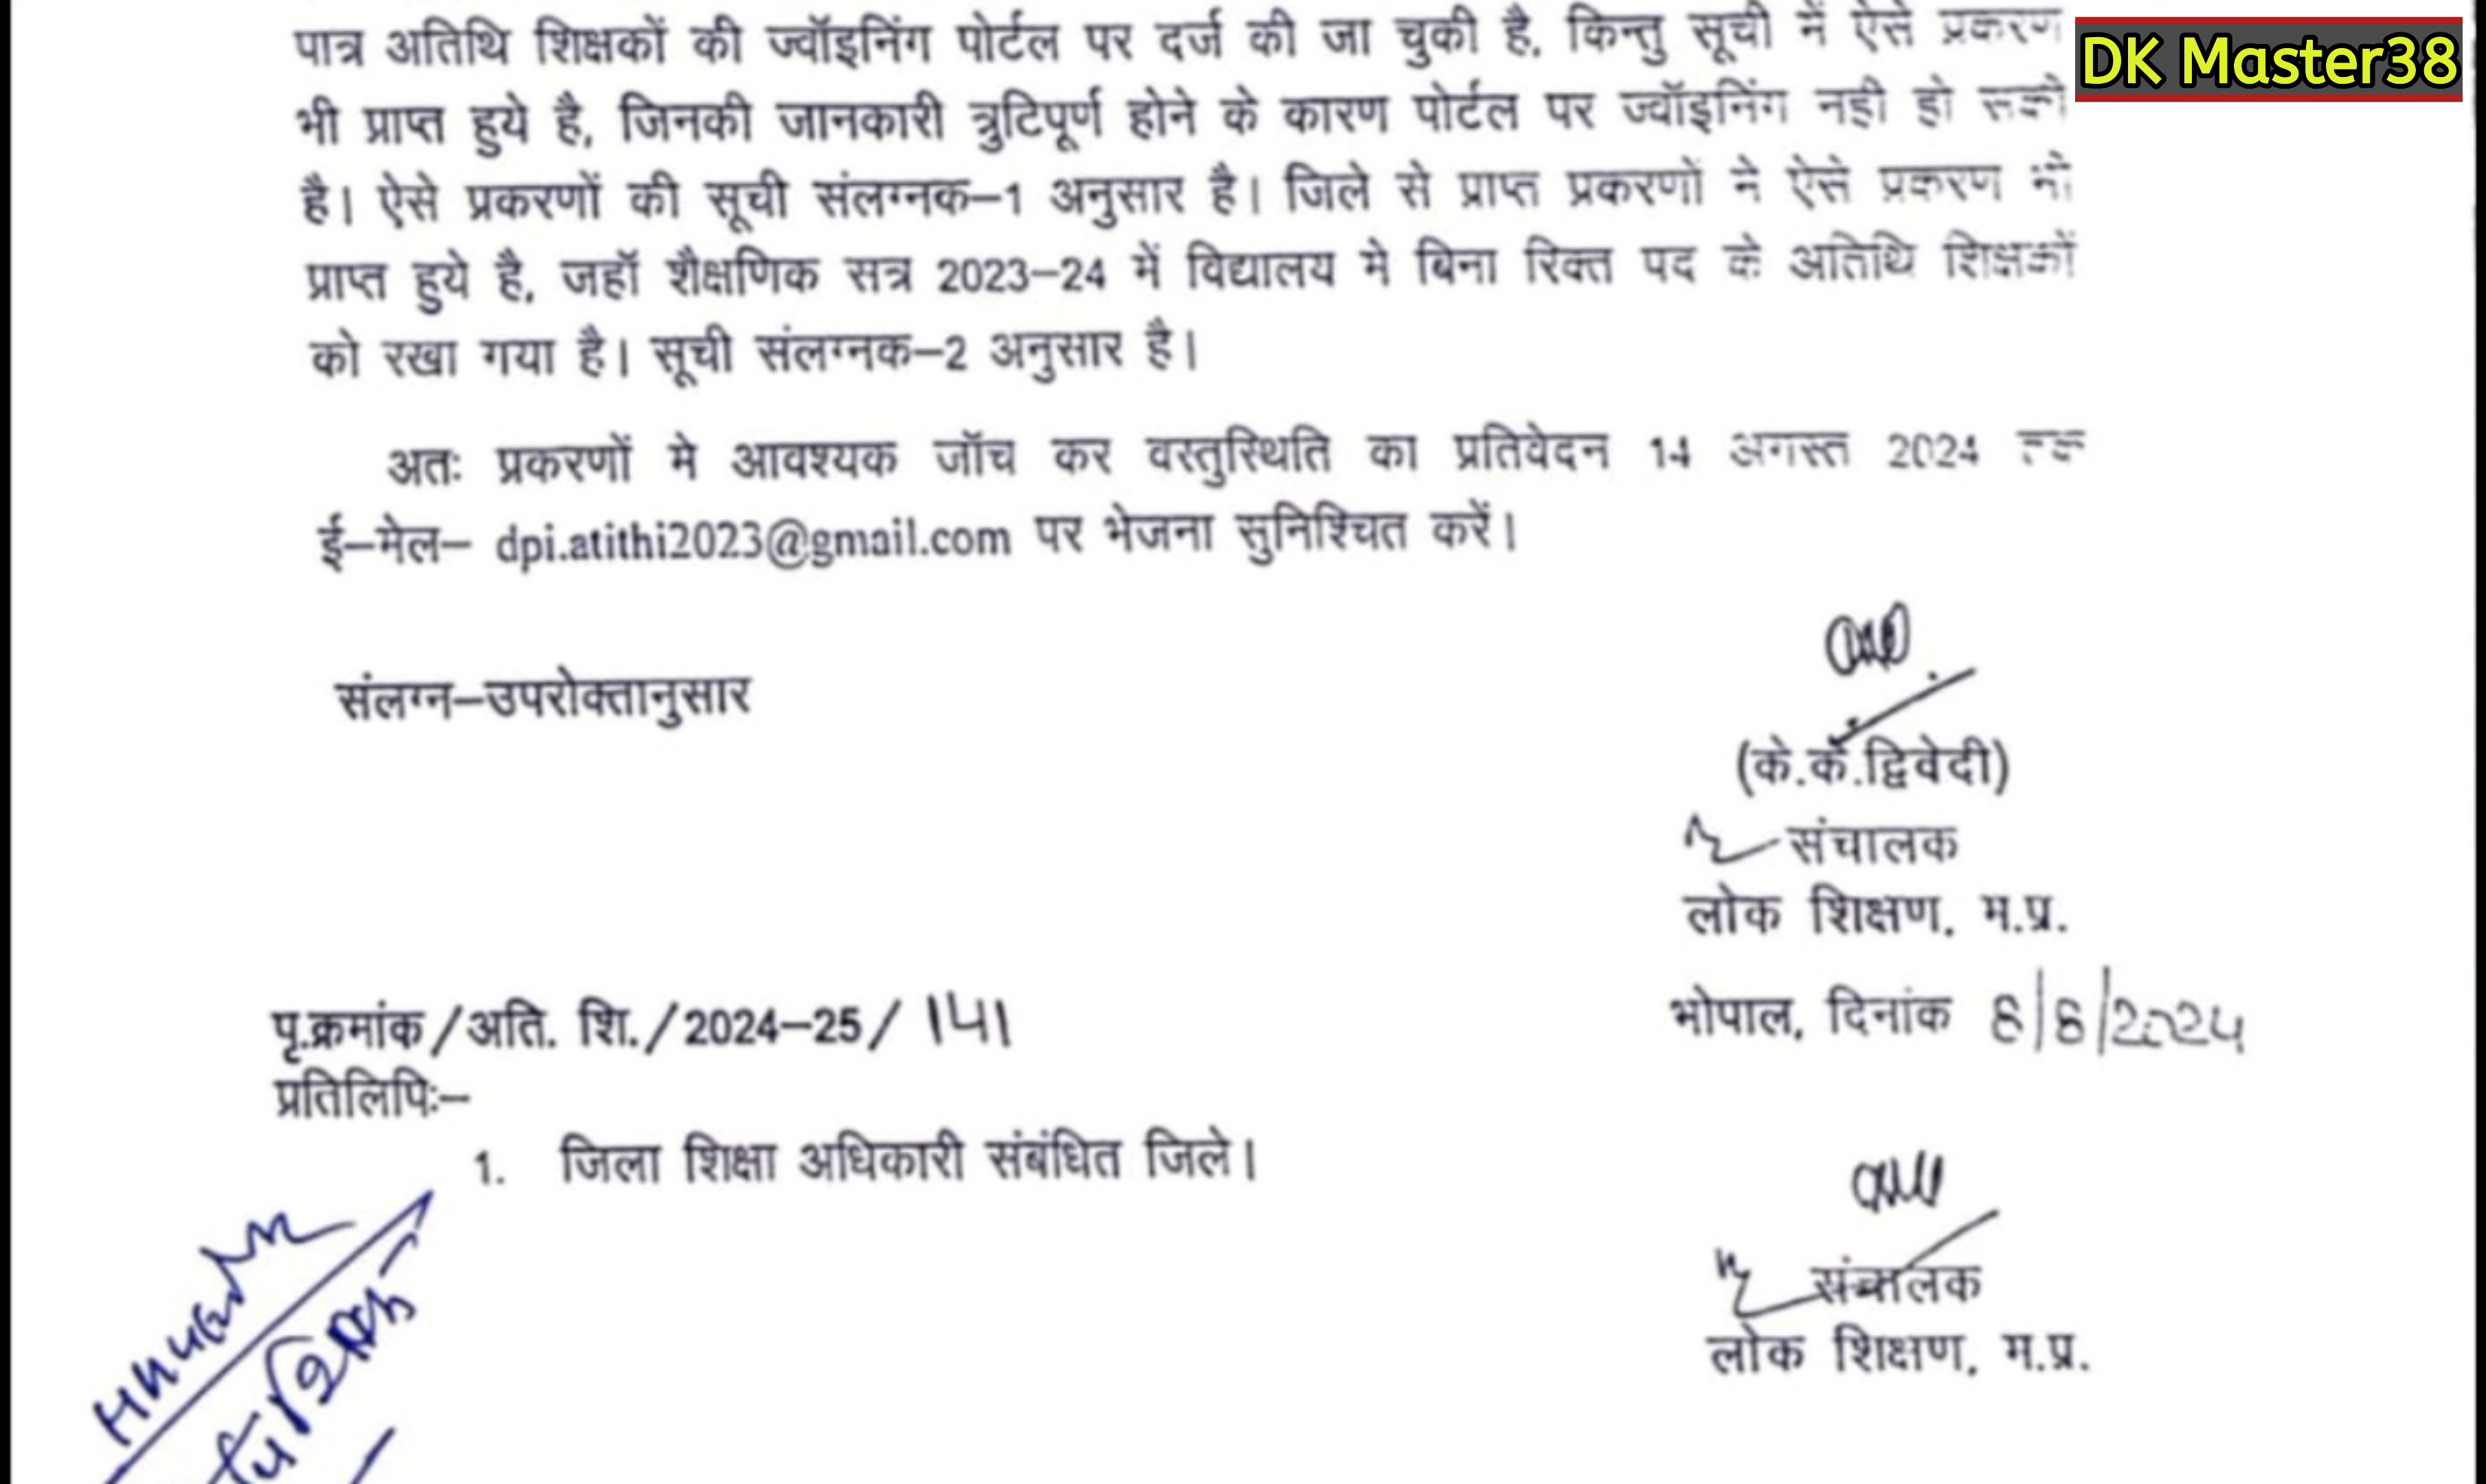 पात्र अतिथि शिक्षकों की ज्वॉइनिंग पोर्टल पर दर्ज की जा चुकी है, किन्तु सूची में ऐसे प्रकरण
DK Master38
भी प्राप्त हुये है, जिनकी जानकारी त्रुटिपूर्ण होने के कारण पोर्टल पर ज्वॉइनिंग नही हो सकी
है। ऐसे प्रकरणों की सूची संलग्नक–1 अनुसार है। जिले से प्राप्त प्रकरणों मे ऐसे प्रकरण भी
प्राप्त हुये है, जहॉ शैक्षणिक सत्र 2023–24 में विद्यालय मे बिना रिक्त पद के अतिथि शिक्षकों
को रखा गया है। सूची संलग्नक–2 अनुसार है।
अतः प्रकरणों मे आवश्यक जॉच कर वस्तुस्थिति का प्रतिवेदन 14 अगस्त 2024 तक
ई–मेल– dpi.atithi2023@gmail.com पर भेजना सुनिश्चित करें।
संलग्न–उपरोक्तानुसार
(के.के.द्विवेदी)
संचालक
लोक शिक्षण, म.प्र.
पृ.क्रमांक/अति. शि./2024–25/ 141
भोपाल, दिनांक 8/8/2024
प्रतिलिपिः–
1. जिला शिक्षा अधिकारी संबंधित जिले।
संचालक
लोक शिक्षण, म.प्र.